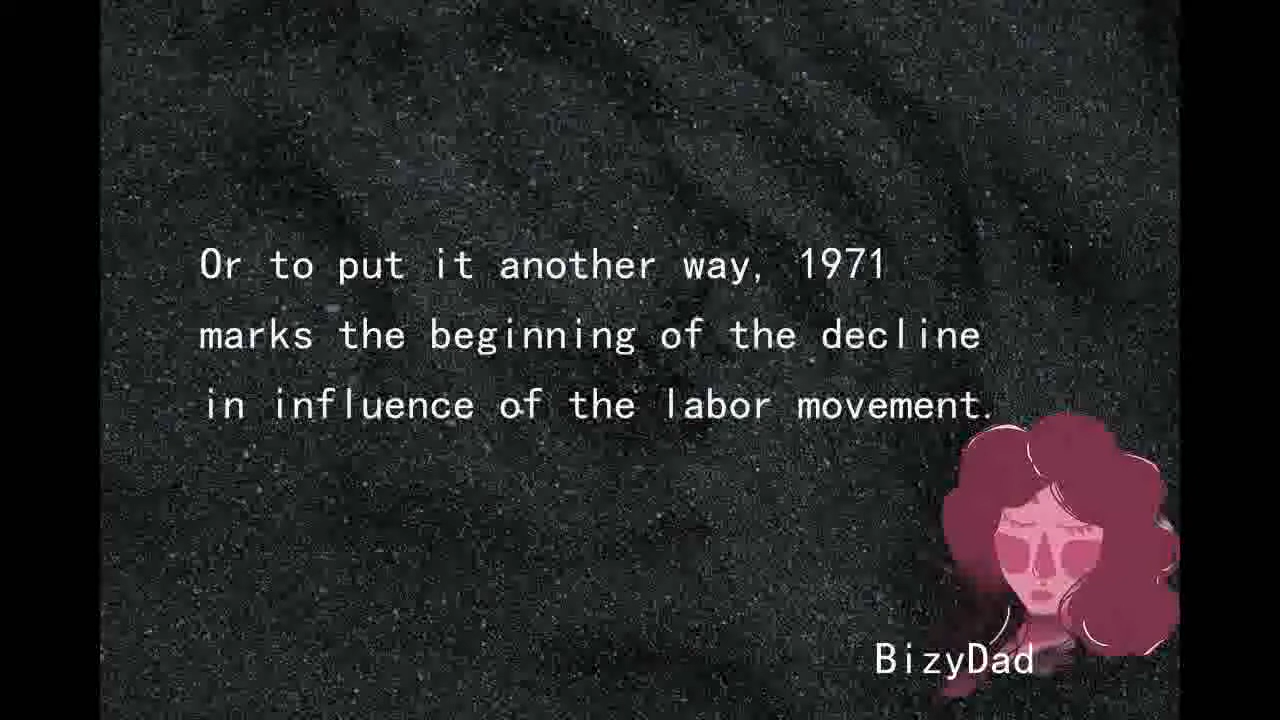 Or to put it another way, 1971
marks the beginning of the decline
in influence of the labor movement.
BizyDad